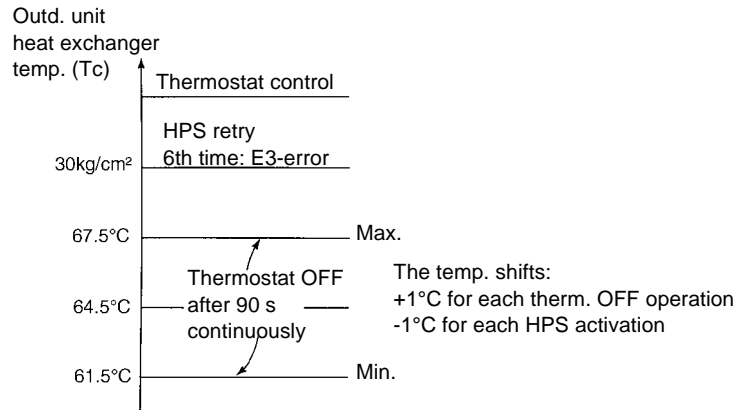 Outd. unit
heat exchanger
temp. (Tc)
Thermostat control
HPS retry
6th time: E3-error
30kg/cm²
67.5°C
Max.
Thermostat OFF
after 90 s
continuously
The temp. shifts:
+1°C for each therm. OFF operation
-1°C for each HPS activation
64.5°C
61.5°C
Min.